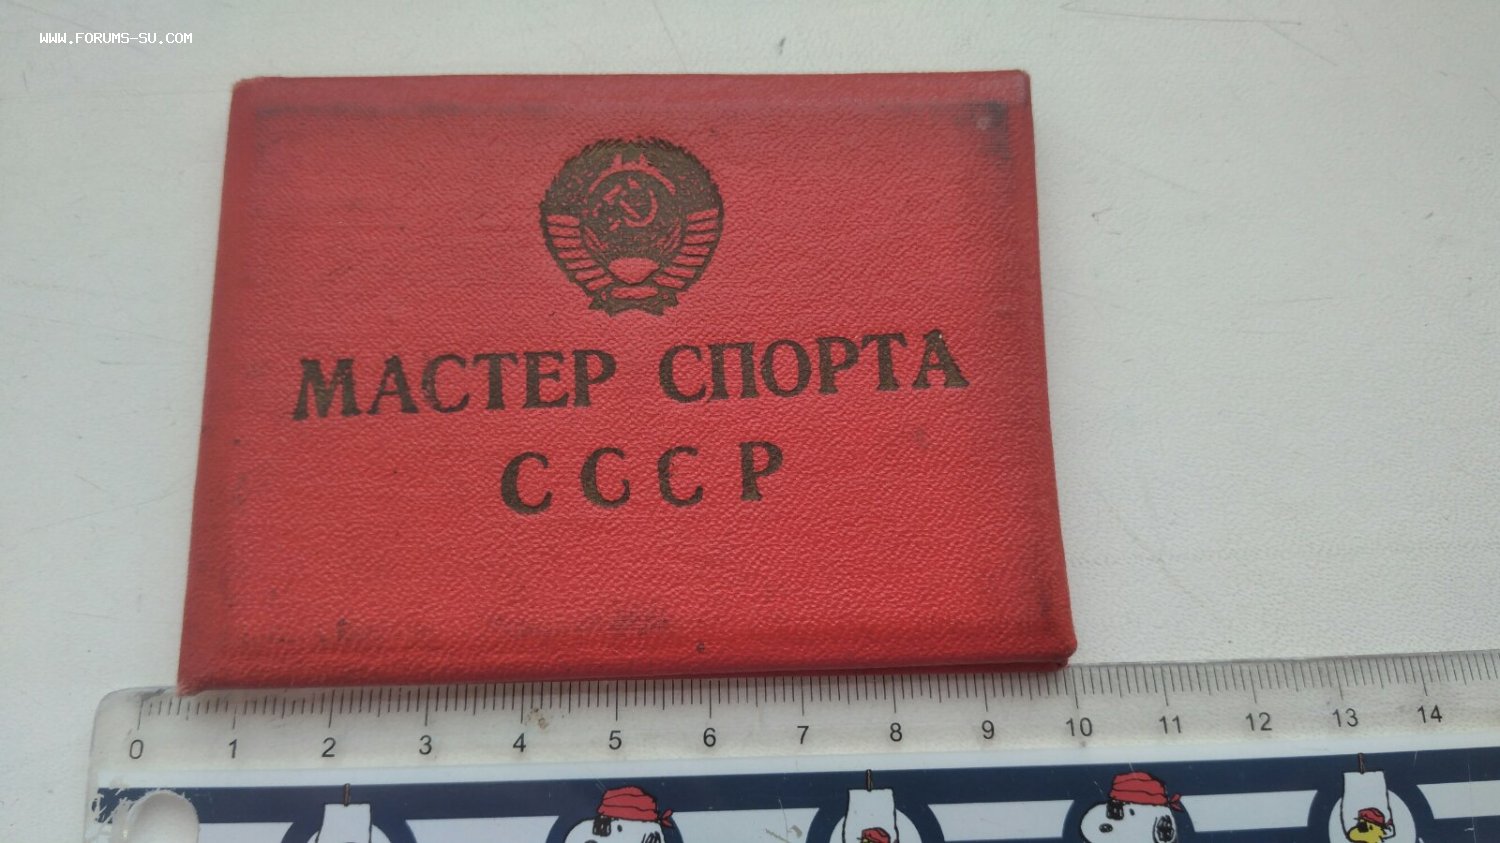 WWW.FORUMS-SU.COM
МАСТЕР СПОРТА
СССР
0 1 2 3 4 5 6 7 8 9 10 11 12 13 14